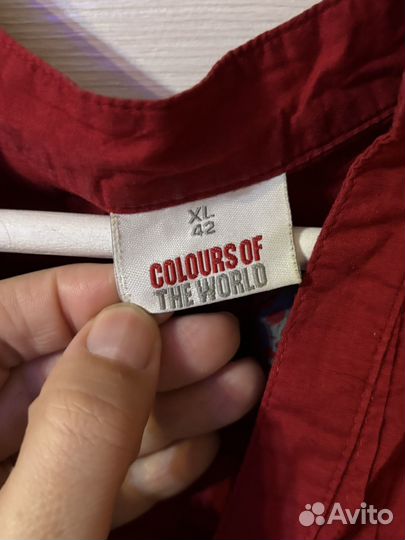 XL
42
COLOURS OF
THE WORLD
Avito